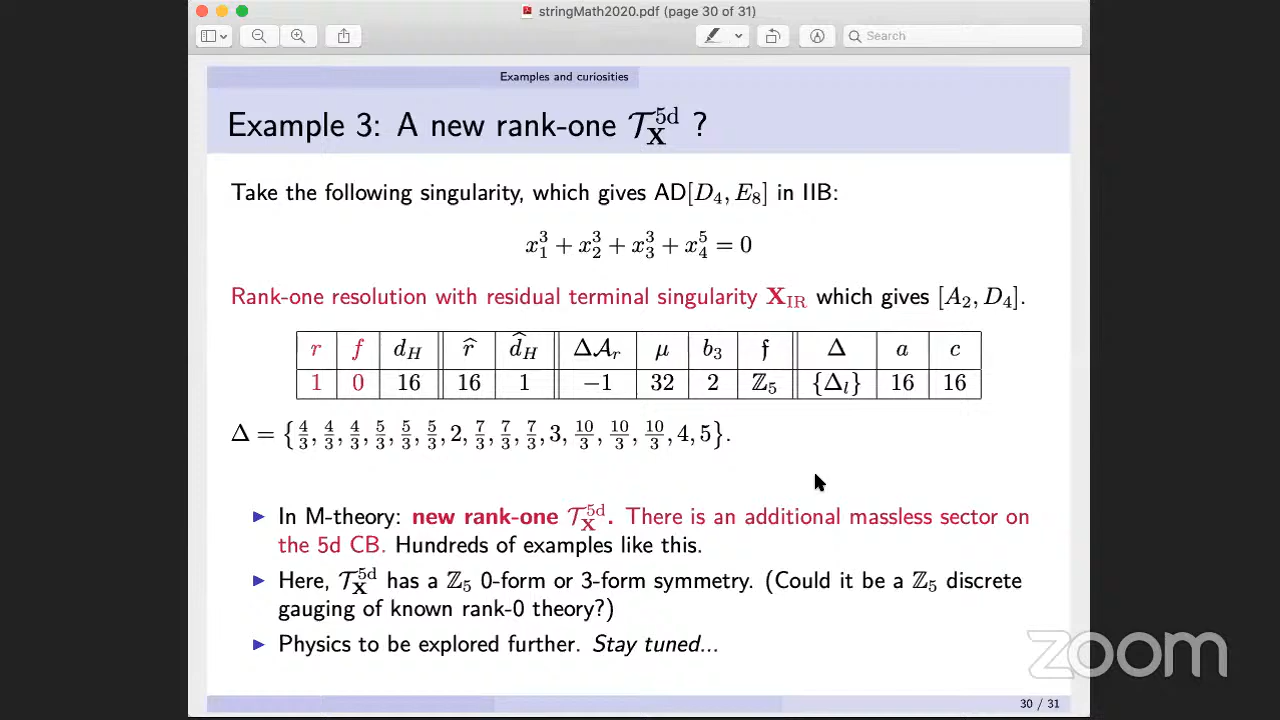 stringMath2020.pdf (page 30 of 31)
Search
Examples and curiosities
Example 3: A new rank-one 𝒯_X^5d ?
Take the following singularity, which gives AD[D₄, E₈] in IIB:
x₁³ + x₂³ + x₃³ + x₄⁵ = 0
Rank-one resolution with residual terminal singularity X_IR which gives [A₂, D₄].
r f d_H r̂ d̂_H Δ𝒜_r μ b₃ 𝔣 Δ a c
1 0 16 16 1 −1 32 2 ℤ₅ {Δ_l} 16 16
Δ = {4/3, 4/3, 4/3, 5/3, 5/3, 5/3, 2, 7/3, 7/3, 7/3, 3, 10/3, 10/3, 10/3, 4, 5}.
▶ In M-theory: new rank-one 𝒯_X^5d. There is an additional massless sector on
the 5d CB. Hundreds of examples like this.
▶ Here, 𝒯_X^5d has a ℤ₅ 0-form or 3-form symmetry. (Could it be a ℤ₅ discrete
gauging of known rank-0 theory?)
▶ Physics to be explored further. Stay tuned...
zoom
30 / 31